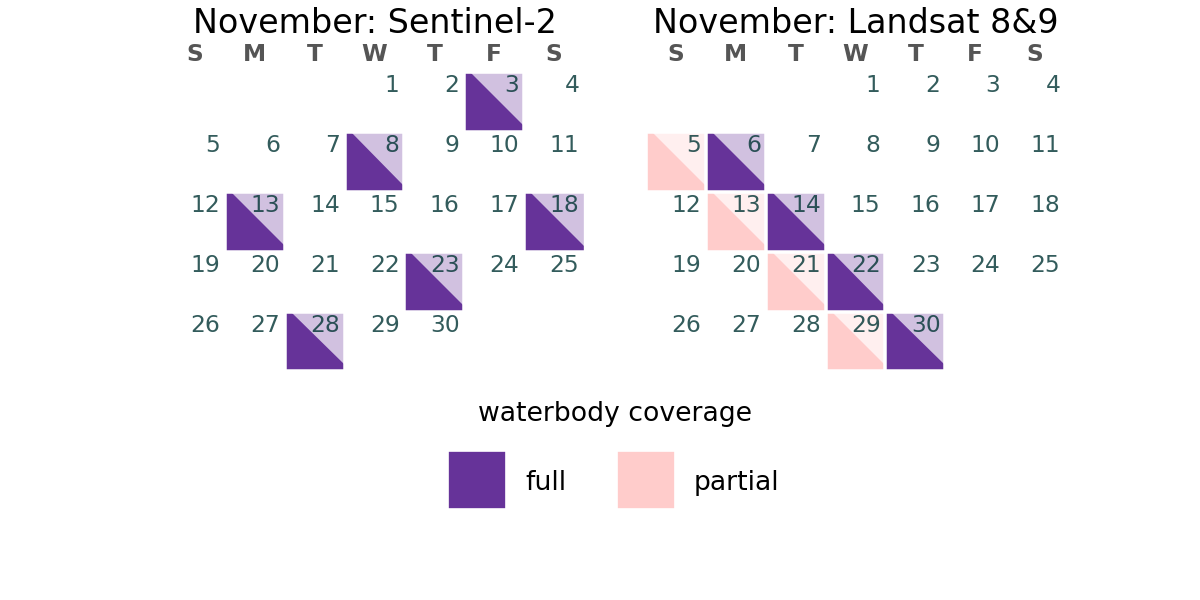 November: Sentinel-2
S M T W T F S
1 2 3 4
5 6 7 8 9 10 11
12 13 14 15 16 17 18
19 20 21 22 23 24 25
26 27 28 29 30
November: Landsat 8&9
S M T W T F S
1 2 3 4
5 6 7 8 9 10 11
12 13 14 15 16 17 18
19 20 21 22 23 24 25
26 27 28 29 30
waterbody coverage
full partial